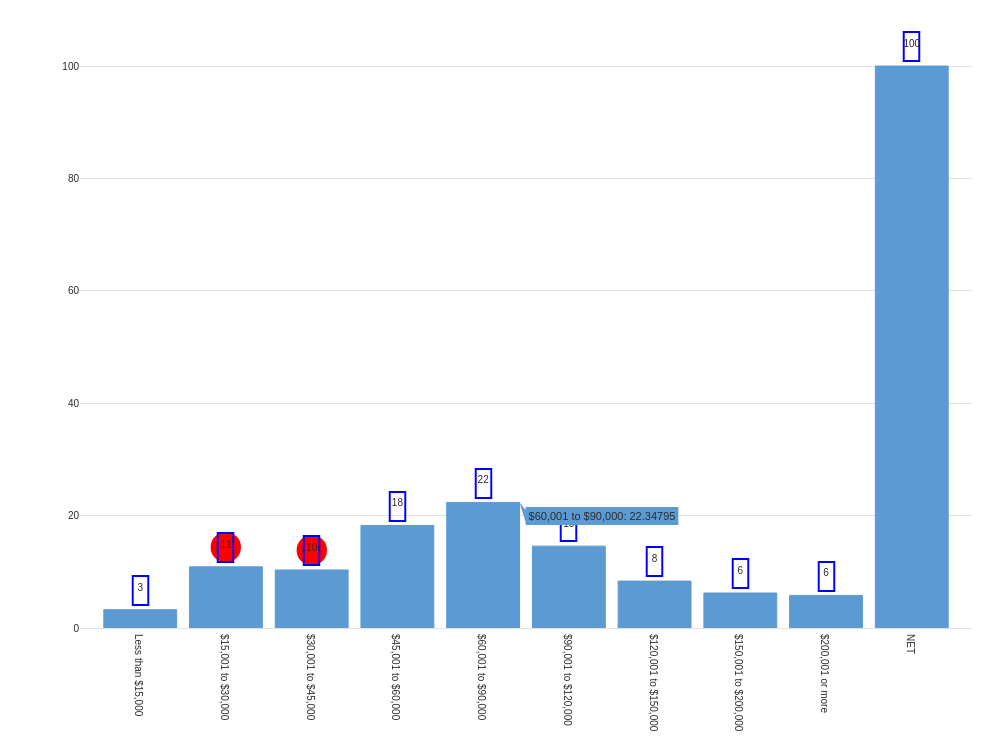 100
100
80
60
40
22
18
20
$60,001 to $90,000: 22.34795
11
10
8
6
6
3
0
Less than $15,000
$15,001 to $30,000
$30,001 to $45,000
$45,001 to $60,000
$60,001 to $90,000
$90,001 to $120,000
$120,001 to $150,000
$150,001 to $200,000
$200,001 or more
NET